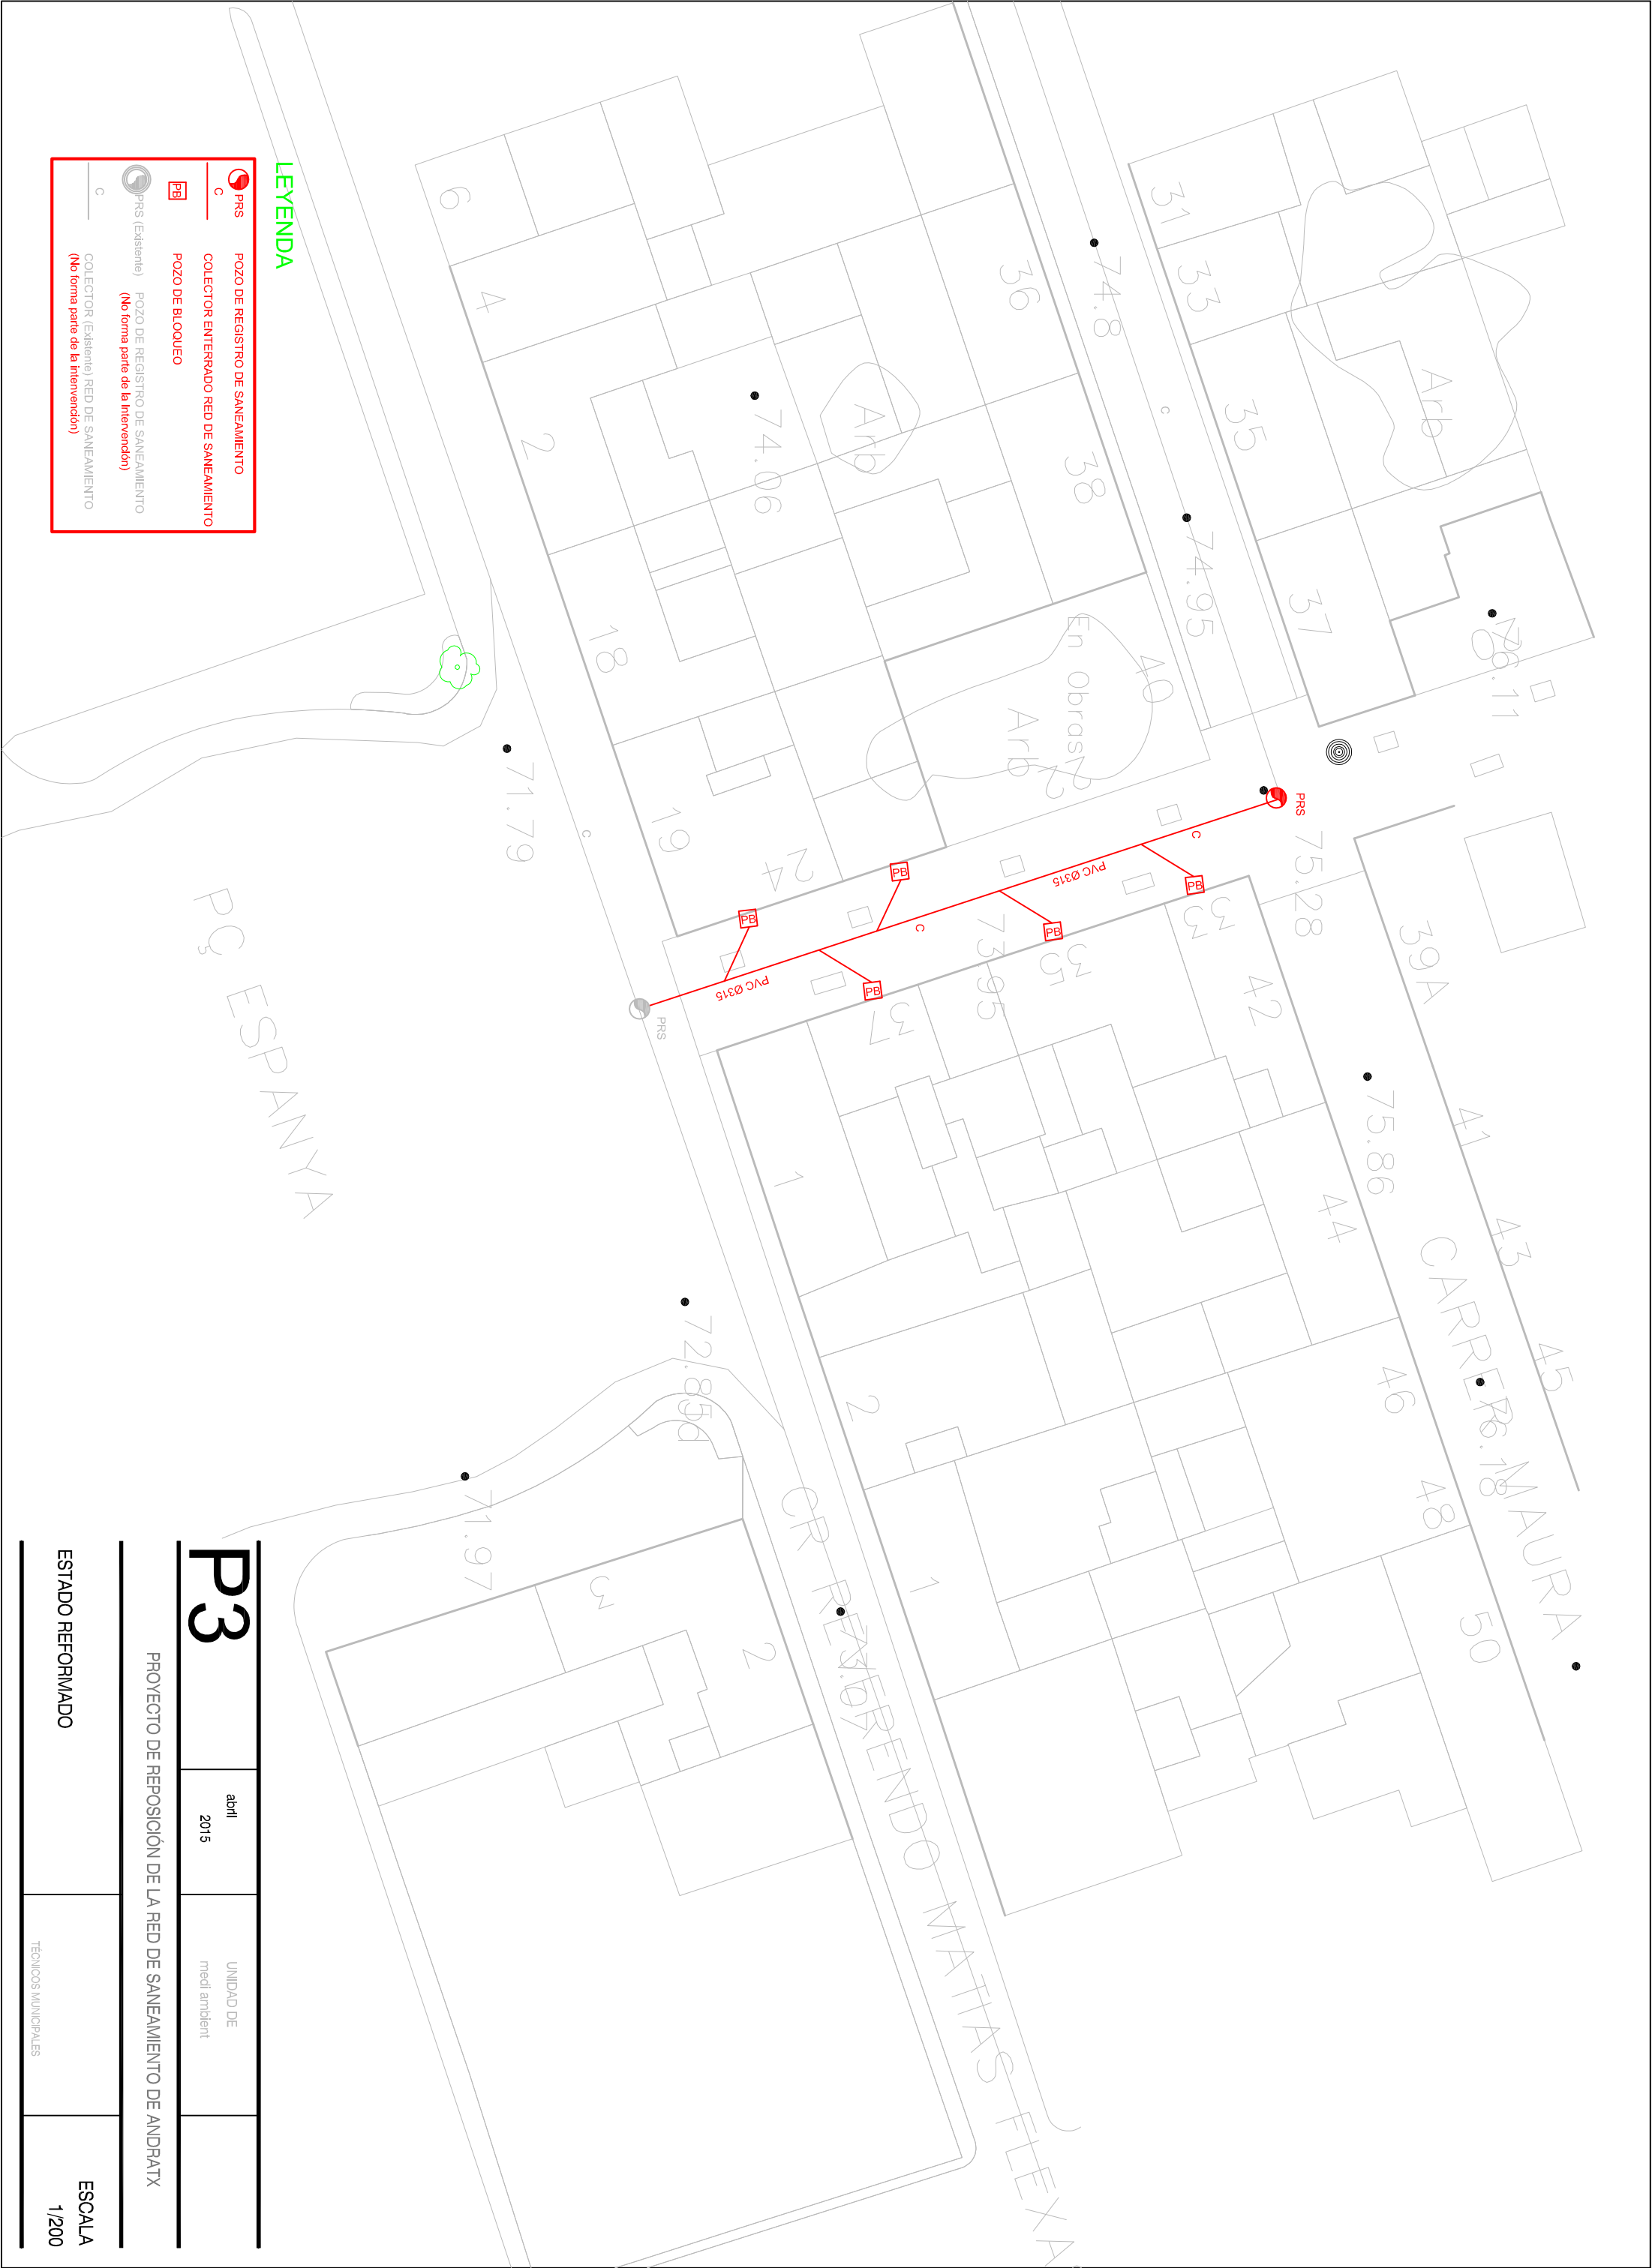 LEYENDA
PRS POZO DE REGISTRO DE SANEAMIENTO
C COLECTOR ENTERRADO RED DE SANEAMIENTO
PB POZO DE BLOQUEO
PRS (Existente) POZO DE REGISTRO DE SANEAMIENTO
(No forma parte de la Intervención)
C COLECTOR (Existente) RED DE SANEAMIENTO
(No forma parte de la Intervención)
31
33
35
37
Arb
76.11
74.8
C
74.95
36
38
40
En Obras
Arb
74.06
Arb
6
4
2
18
19
24
22
71.79
C
PRS
75.28
C
PVC Ø315
PB
PB
PB
C
PB
PB
PVC Ø315
PRS
73.95
33
35
37
42
44
46
48
50
39A
41
43
45
75.86
CARRER MAURA
76.18
1
2
1
PÇ ESPANYA
72.85
71.97
3
2
CR REVERENDO MATIAS FLEXA
73.07
P3
abril
2015
UNIDAD DE
medi ambient
PROYECTO DE REPOSICIÓN DE LA RED DE SANEAMIENTO DE ANDRATX
ESTADO REFORMADO
TÉCNICOS MUNICIPALES
ESCALA
1/200